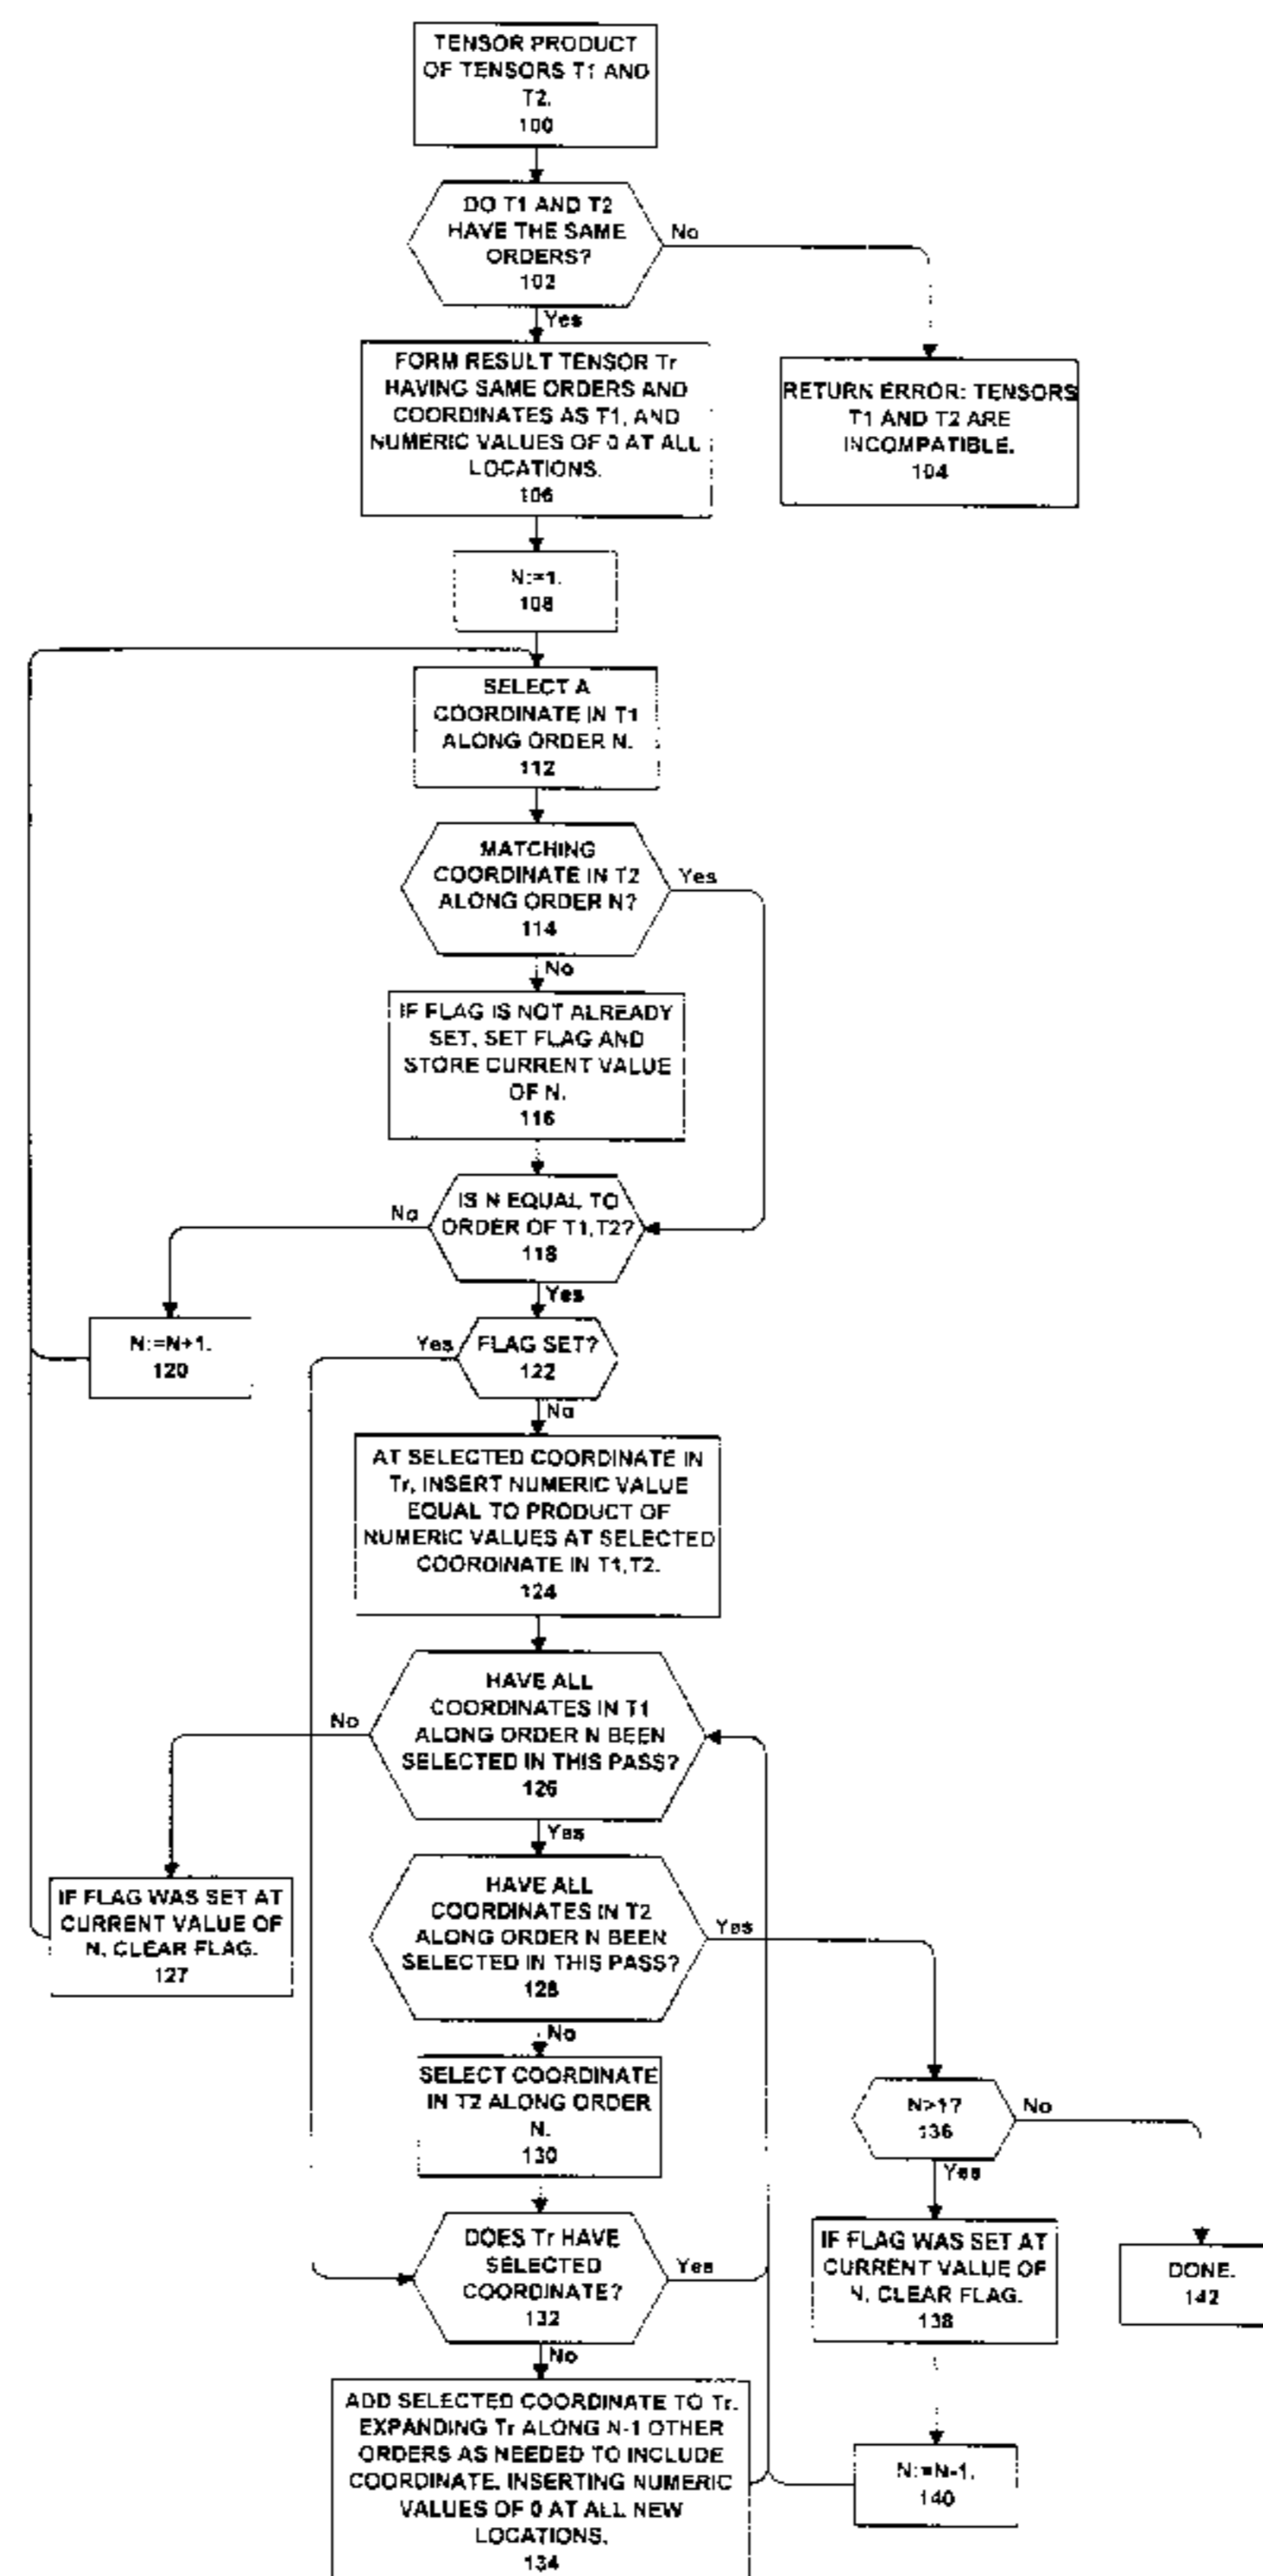 TENSOR PRODUCT
OF TENSORS T1 AND
T2.
100
DO T1 AND T2
HAVE THE SAME
ORDERS?
102
No
Yes
FORM RESULT TENSOR Tr
HAVING SAME ORDERS AND
COORDINATES AS T1, AND
NUMERIC VALUES OF 0 AT ALL
LOCATIONS.
106
RETURN ERROR: TENSORS
T1 AND T2 ARE
INCOMPATIBLE.
104
N:=1.
108
SELECT A
COORDINATE IN T1
ALONG ORDER N.
112
MATCHING
COORDINATE IN T2
ALONG ORDER N?
114
Yes
No
IF FLAG IS NOT ALREADY
SET, SET FLAG AND
STORE CURRENT VALUE
OF N.
116
IS N EQUAL TO
ORDER OF T1,T2?
118
No
Yes
N:=N+1.
120
FLAG SET?
122
Yes
No
AT SELECTED COORDINATE IN
Tr, INSERT NUMERIC VALUE
EQUAL TO PRODUCT OF
NUMERIC VALUES AT SELECTED
COORDINATE IN T1,T2.
124
HAVE ALL
COORDINATES IN T1
ALONG ORDER N BEEN
SELECTED IN THIS PASS?
126
No
Yes
IF FLAG WAS SET AT
CURRENT VALUE OF
N, CLEAR FLAG.
127
HAVE ALL
COORDINATES IN T2
ALONG ORDER N BEEN
SELECTED IN THIS PASS?
128
Yes
No
SELECT COORDINATE
IN T2 ALONG ORDER
N.
130
N>1?
136
No
Yes
DOES Tr HAVE
SELECTED
COORDINATE?
132
Yes
No
IF FLAG WAS SET AT
CURRENT VALUE OF
N, CLEAR FLAG.
138
DONE.
142
ADD SELECTED COORDINATE TO Tr,
EXPANDING Tr ALONG N-1 OTHER
ORDERS AS NEEDED TO INCLUDE
COORDINATE, INSERTING NUMERIC
VALUES OF 0 AT ALL NEW
LOCATIONS.
134
N:=N-1.
140